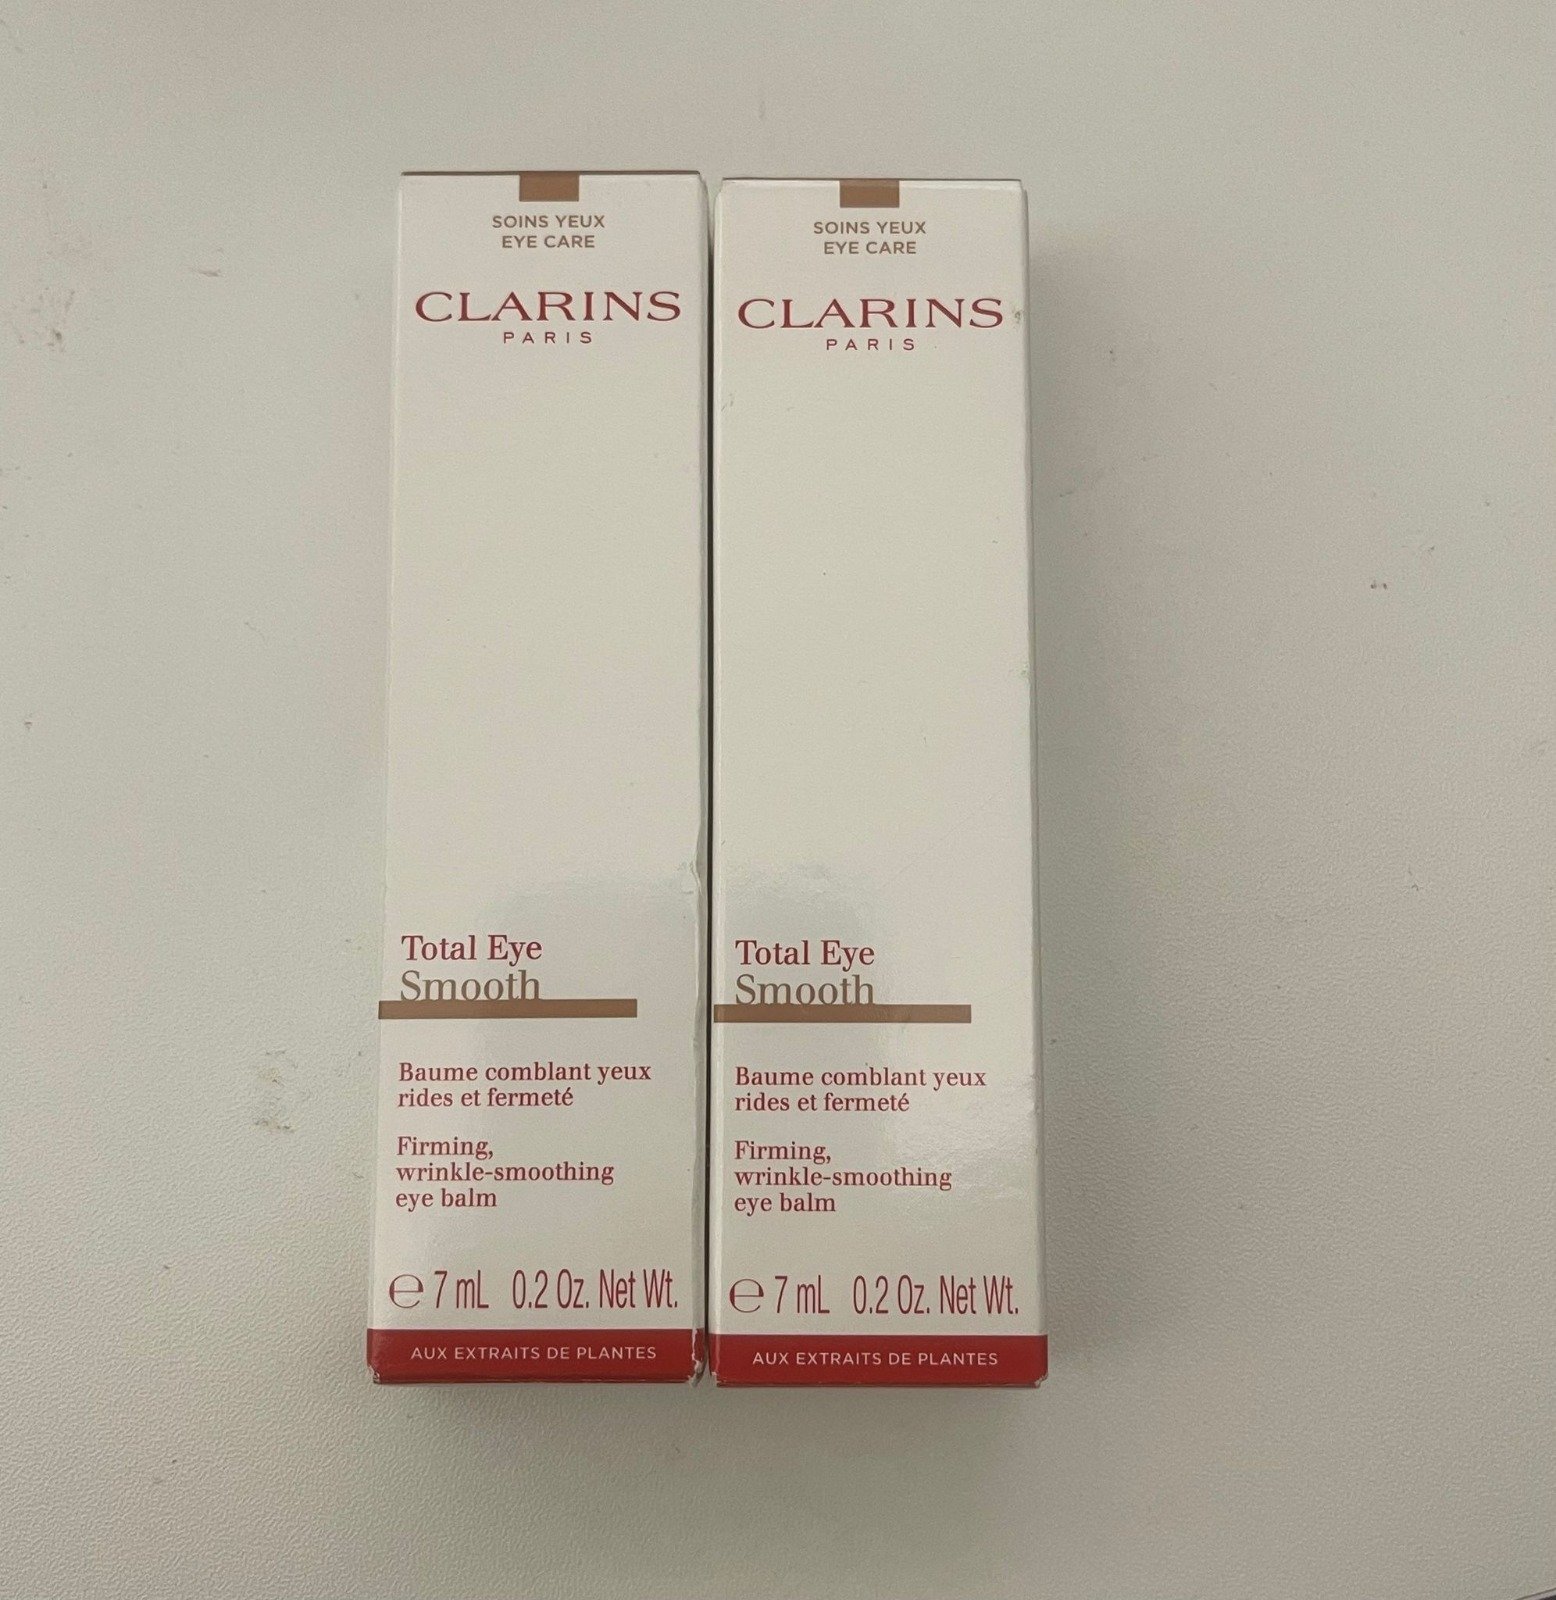 SOINS YEUX
EYE CARE
CLARINS
PARIS
Total Eye
Smooth
Baume comblant yeux
rides et fermeté
Firming,
wrinkle-smoothing
eye balm
℮ 7 mL 0.2 Oz. Net Wt.
AUX EXTRAITS DE PLANTES
SOINS YEUX
EYE CARE
CLARINS
PARIS
Total Eye
Smooth
Baume comblant yeux
rides et fermeté
Firming,
wrinkle-smoothing
eye balm
℮ 7 mL 0.2 Oz. Net Wt.
AUX EXTRAITS DE PLANTES